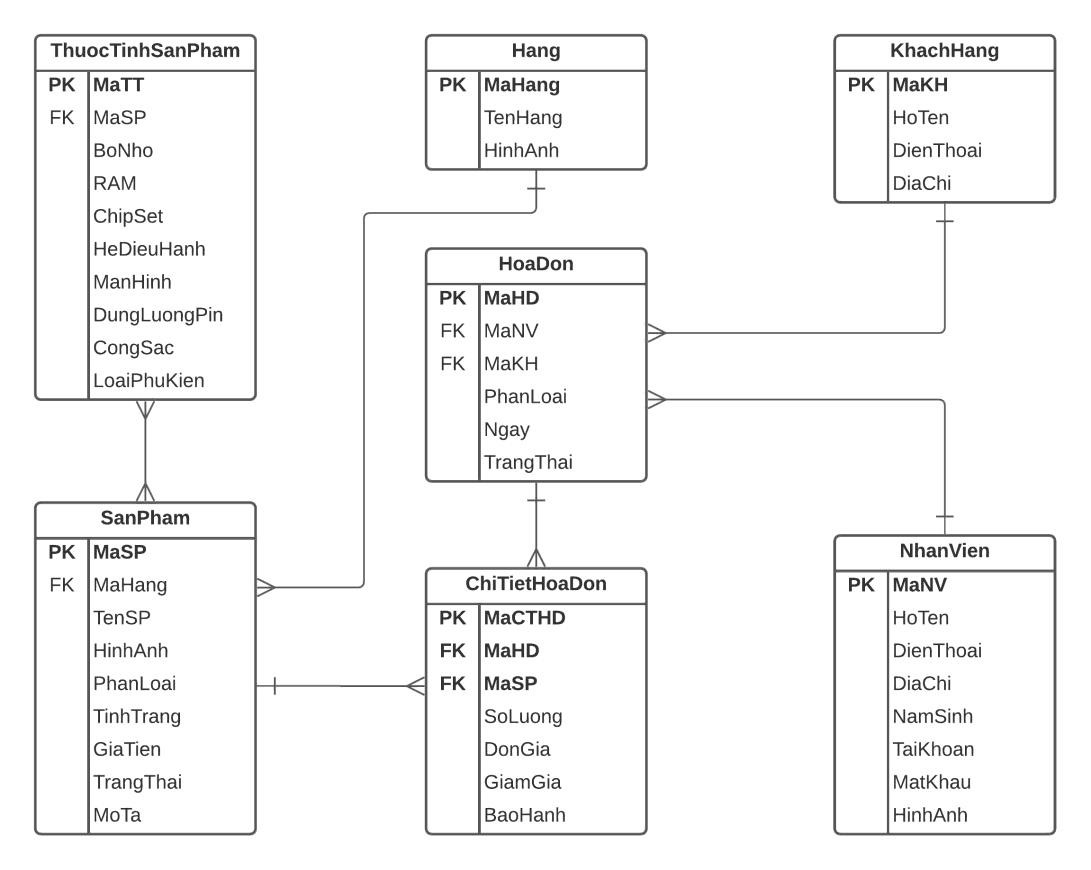 ThuocTinhSanPham
PK MaTT
FK MaSP
BoNho
RAM
ChipSet
HeDieuHanh
ManHinh
DungLuongPin
CongSac
LoaiPhuKien
Hang
PK MaHang
TenHang
HinhAnh
KhachHang
PK MaKH
HoTen
DienThoai
DiaChi
HoaDon
PK MaHD
FK MaNV
FK MaKH
PhanLoai
Ngay
TrangThai
SanPham
PK MaSP
FK MaHang
TenSP
HinhAnh
PhanLoai
TinhTrang
GiaTien
TrangThai
MoTa
ChiTietHoaDon
PK MaCTHD
FK MaHD
FK MaSP
SoLuong
DonGia
GiamGia
BaoHanh
NhanVien
PK MaNV
HoTen
DienThoai
DiaChi
NamSinh
TaiKhoan
MatKhau
HinhAnh